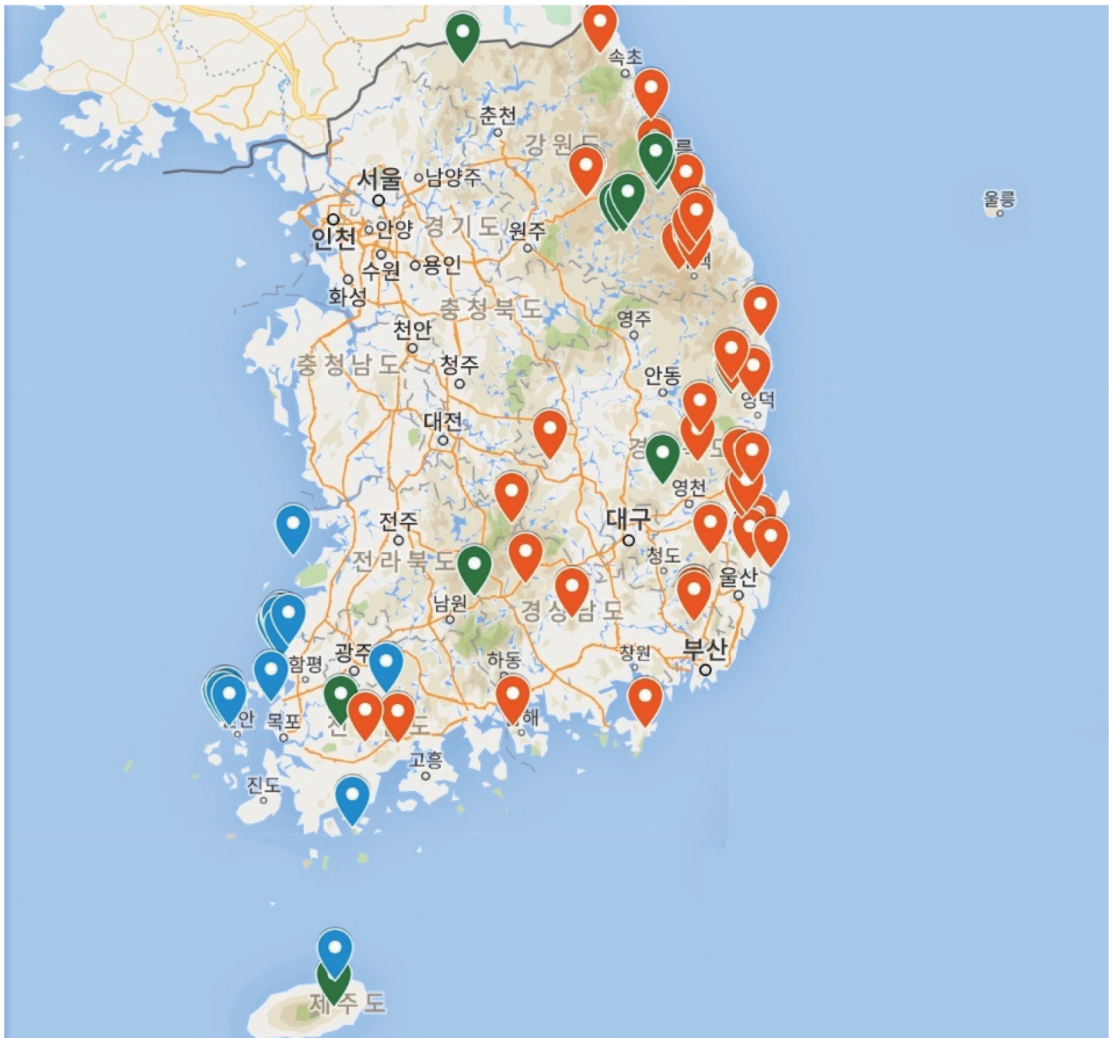 속초
춘천
강원도
릉
남양주
서울
울릉
안양
경기도
원주
인천
용인
수원
화성
충청북도
영주
천안
충청남도
청주
안동
영덕
대전
영천
전주
대구
전라북도
청도
울산
남원
경상남도
광주
함평
하동
창원
부산
목포
고흥
진도
제주도